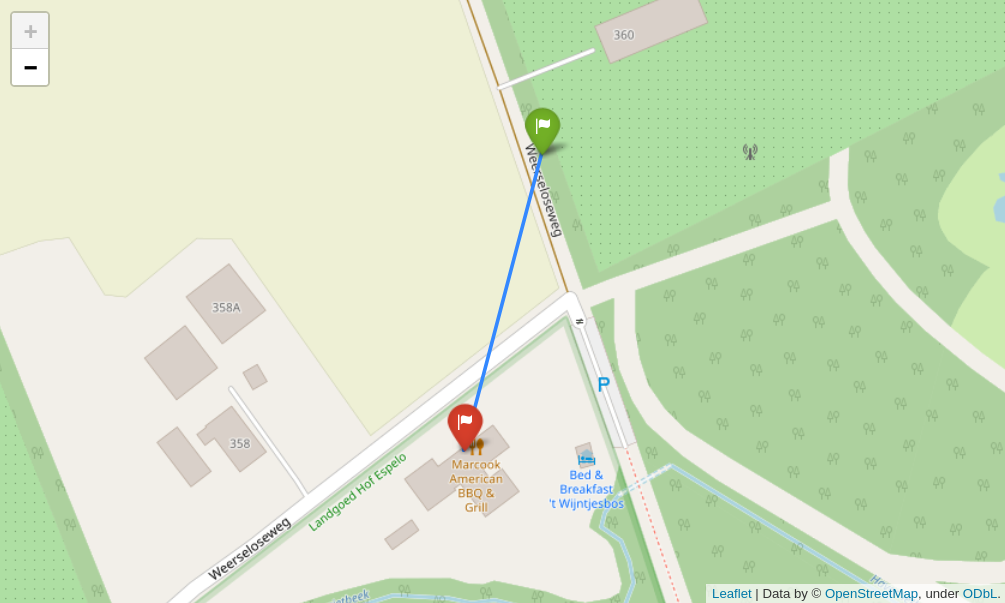 +
−
360
Weerseloseweg
358A
P
358
Marcook
American
BBQ &
Grill
Bed &
Breakfast
't Wijntjesbos
Landgoed Hof Espelo
Weerseloseweg
Leaflet | Data by © OpenStreetMap, under ODbL.